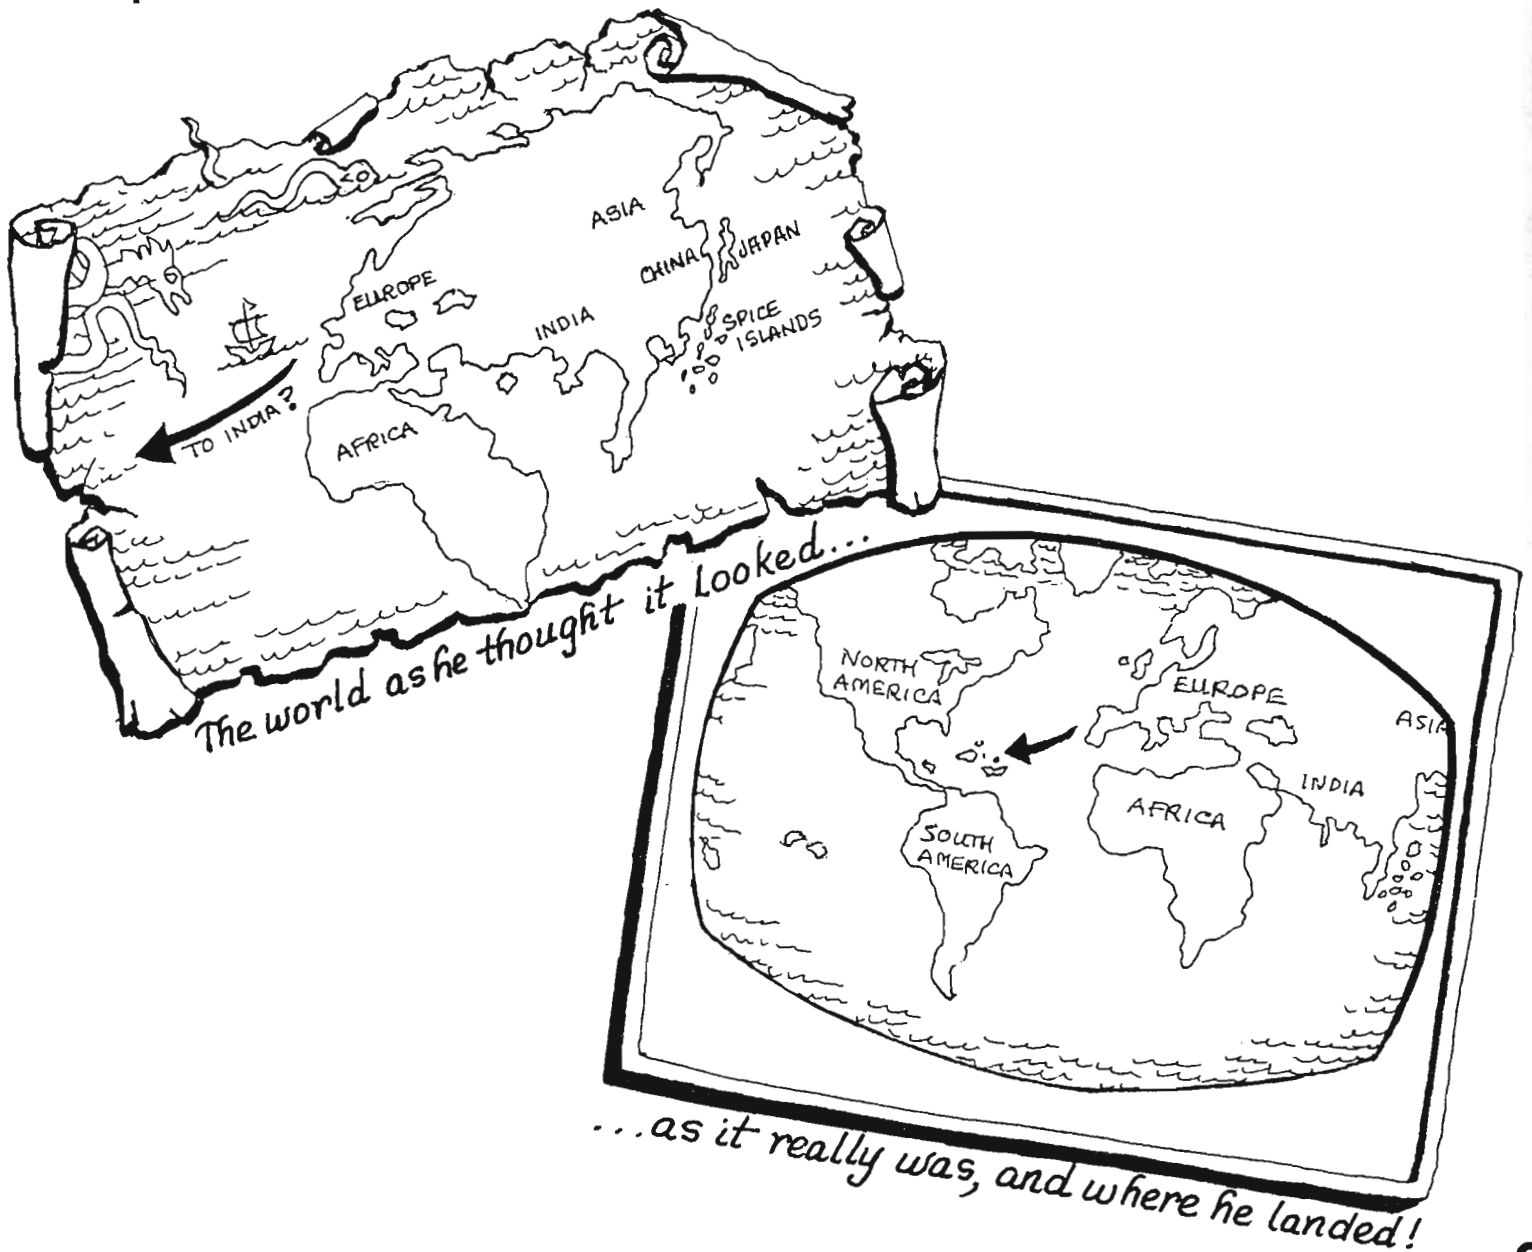 ASIA
CHINA
JAPAN
EUROPE
INDIA
SPICE
ISLANDS
TO INDIA?
AFRICA
The world as he thought it looked...
NORTH
AMERICA
EUROPE
ASIA
INDIA
AFRICA
SOUTH
AMERICA
...as it really was, and where he landed!